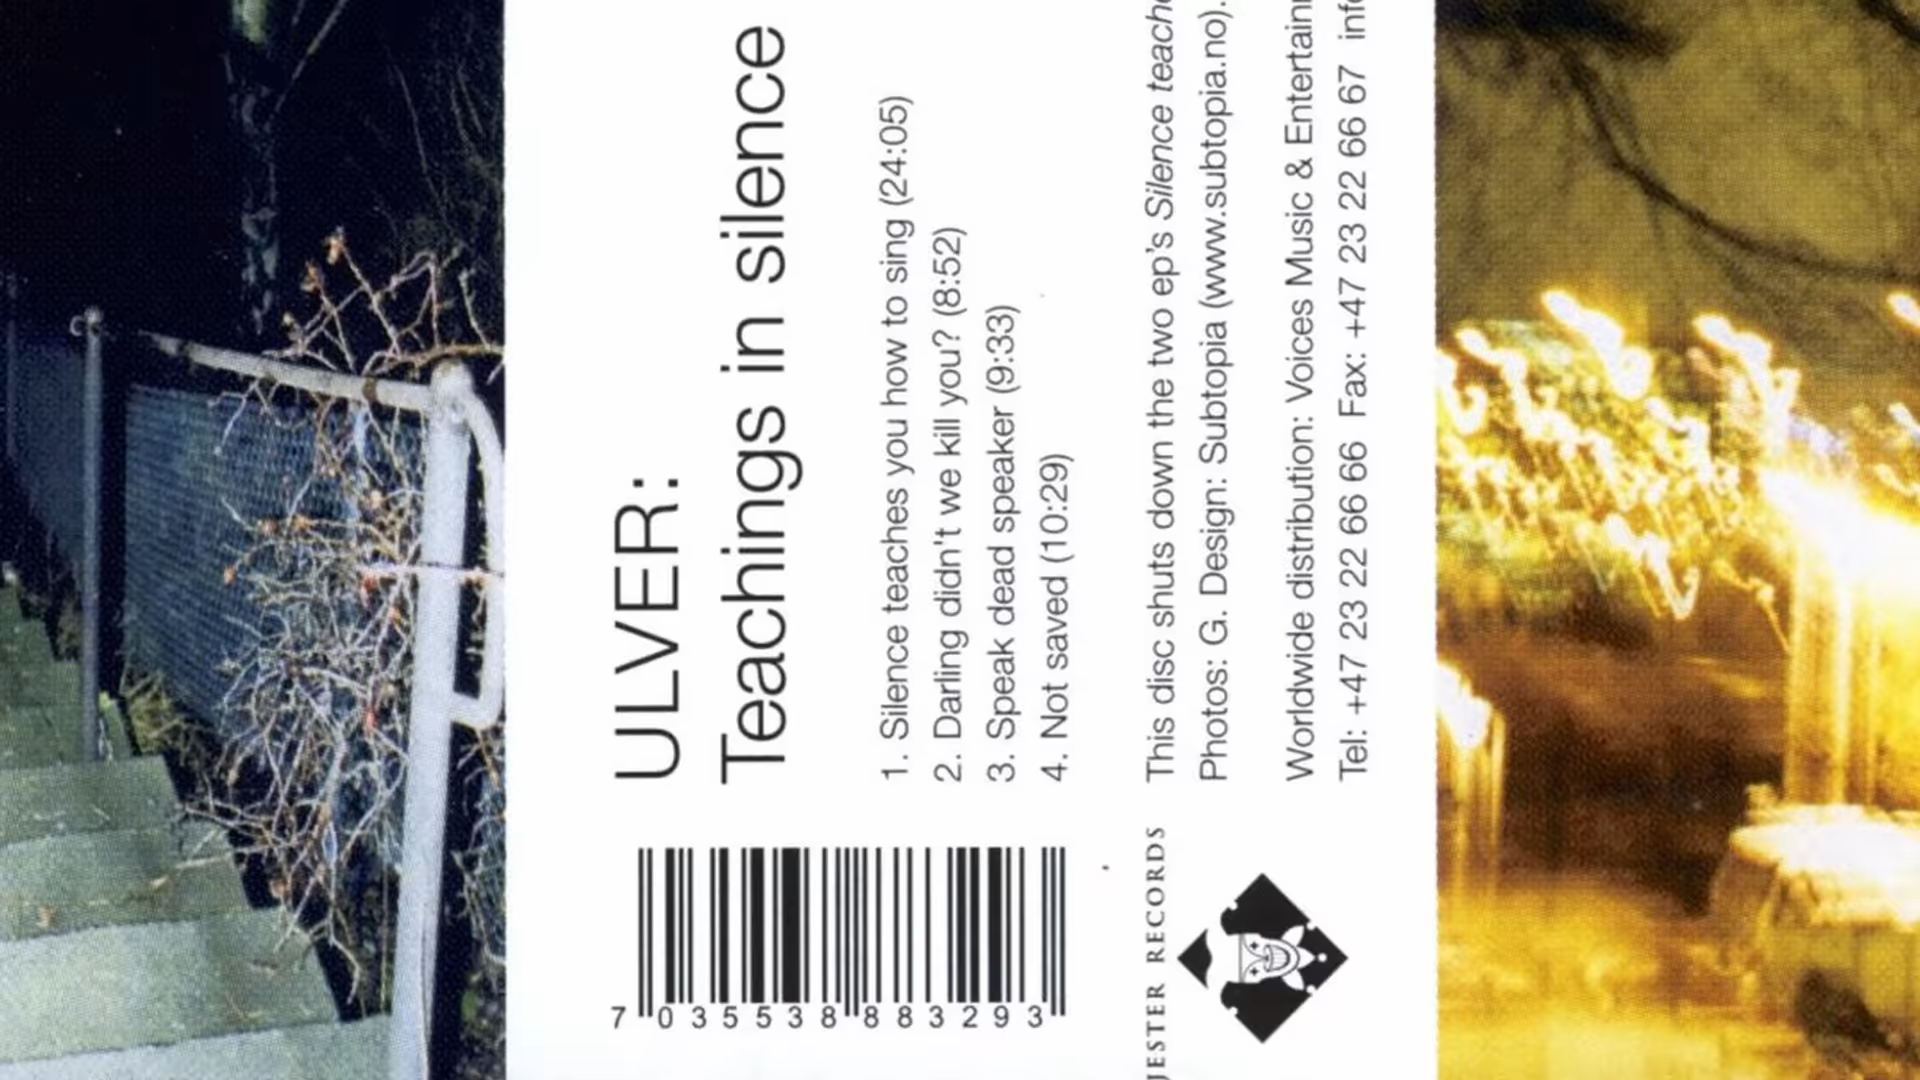 ULVER:
Teachings in silence
1. Silence teaches you how to sing (24:05)
2. Darling didn't we kill you? (8:52)
3. Speak dead speaker (9:33)
4. Not saved (10:29)
This disc shuts down the two ep's Silence teache
Photos: G. Design: Subtopia (www.subtopia.no).
Worldwide distribution: Voices Music & Entertain
Tel: +47 23 22 66 66 Fax: +47 23 22 66 67 info
7 035538 883293
JESTER RECORDS